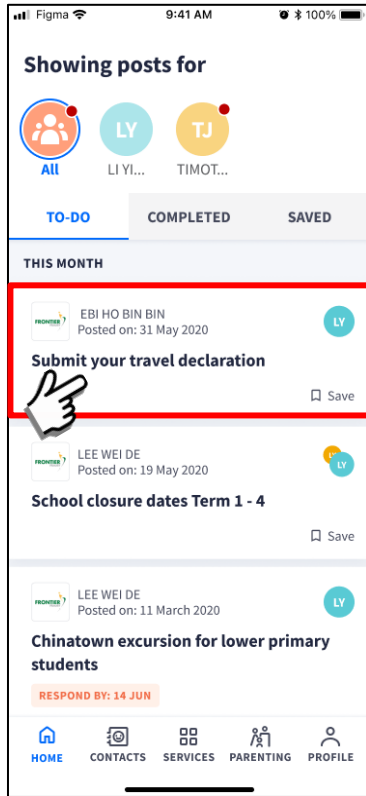 Figma 9:41 AM 100%
Showing posts for
LY TJ
All LI YI... TIMOT...
TO-DO COMPLETED SAVED
THIS MONTH
FRONTIER EBI HO BIN BIN LY
Posted on: 31 May 2020
Submit your travel declaration
Save
FRONTIER LEE WEI DE LY
Posted on: 19 May 2020
School closure dates Term 1 - 4
Save
FRONTIER LEE WEI DE LY
Posted on: 11 March 2020
Chinatown excursion for lower primary
students
RESPOND BY: 14 JUN
HOME CONTACTS SERVICES PARENTING PROFILE